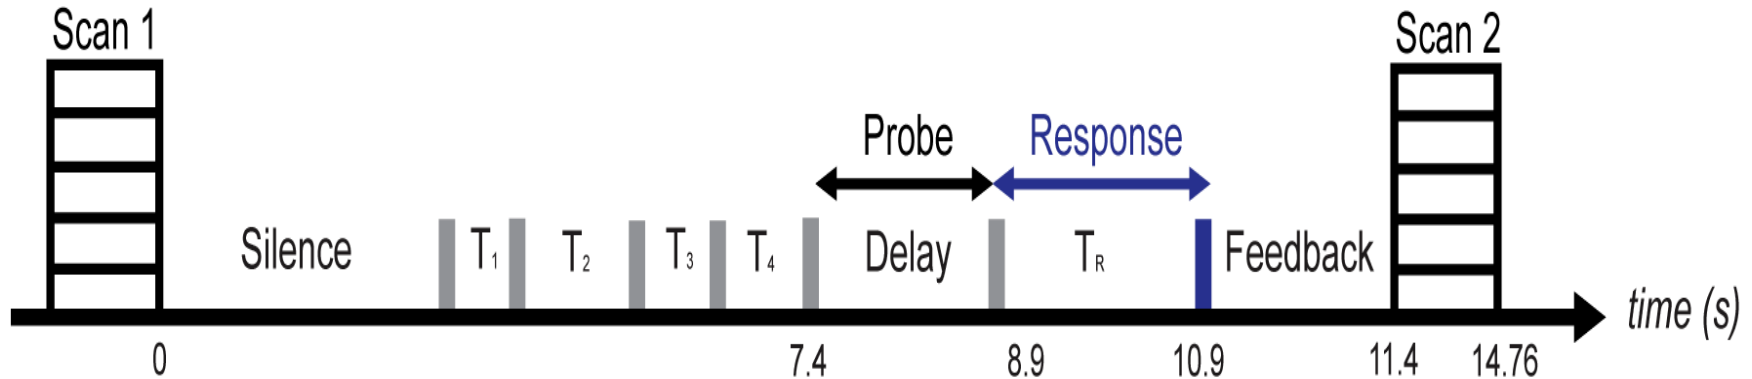 Scan 1
Scan 2
Probe
Response
Silence
T1
T2
T3
T4
Delay
TR
Feedback
time (s)
0
7.4
8.9
10.9
11.4
14.76